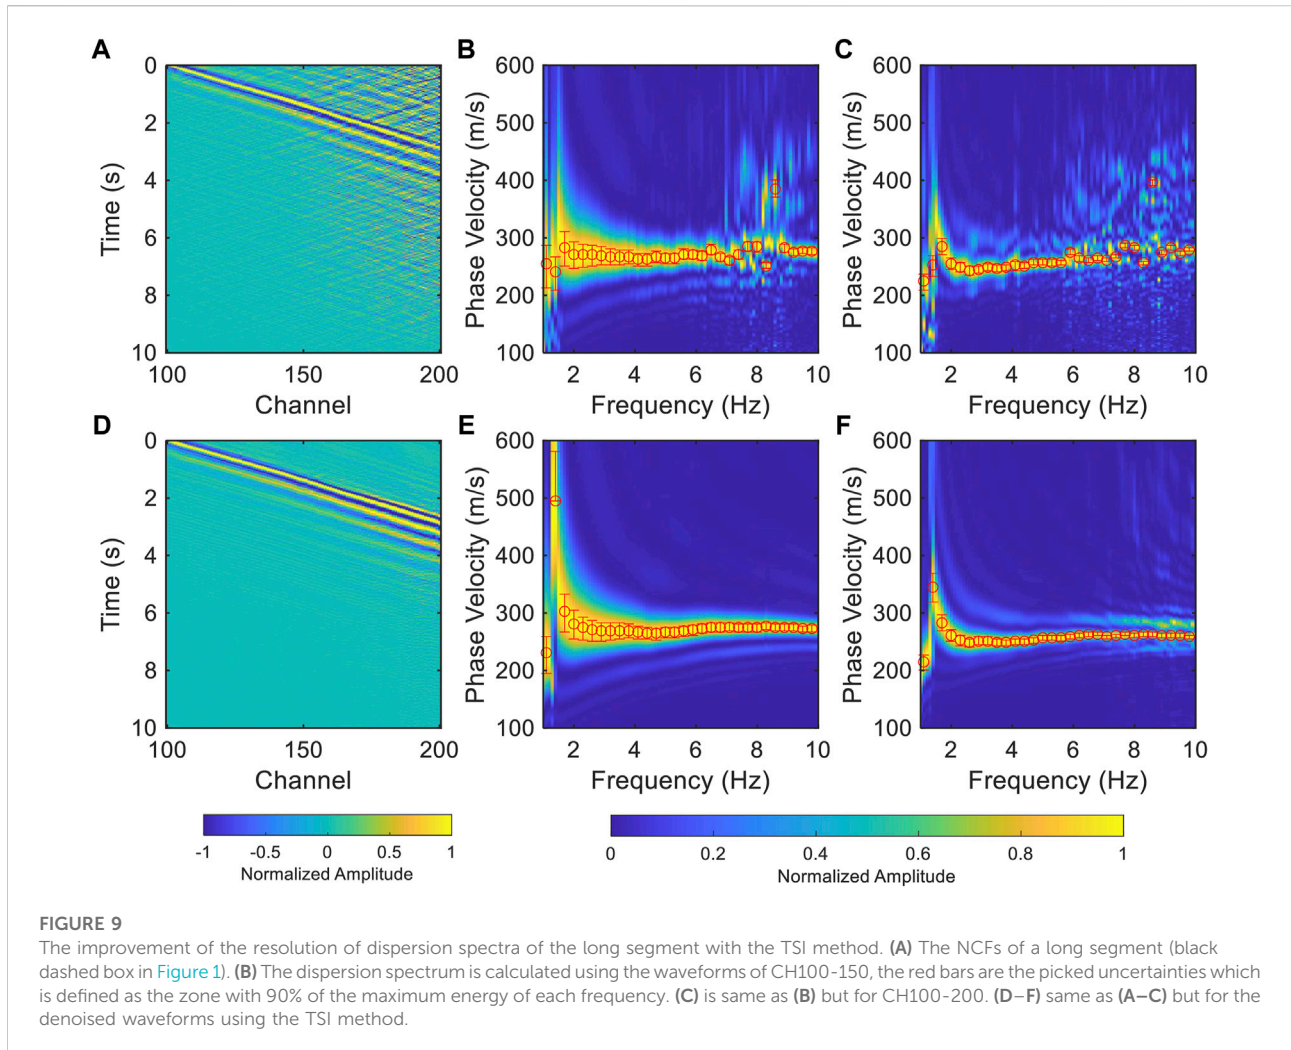 A
B
C
0
2
4
6
8
10
Time (s)
100
150
200
Channel
600
500
400
300
200
100
Phase Velocity (m/s)
2
4
6
8
10
Frequency (Hz)
600
500
400
300
200
100
Phase Velocity (m/s)
2
4
6
8
10
Frequency (Hz)
D
E
F
0
2
4
6
8
10
Time (s)
100
150
200
Channel
600
500
400
300
200
100
Phase Velocity (m/s)
2
4
6
8
10
Frequency (Hz)
600
500
400
300
200
100
Phase Velocity (m/s)
2
4
6
8
10
Frequency (Hz)
-1
-0.5
0
0.5
1
Normalized Amplitude
0
0.2
0.4
0.6
0.8
1
Normalized Amplitude
FIGURE 9
The improvement of the resolution of dispersion spectra of the long segment with the TSI method. (A) The NCFs of a long segment (black
dashed box in Figure 1). (B) The dispersion spectrum is calculated using the waveforms of CH100-150, the red bars are the picked uncertainties which
is defined as the zone with 90% of the maximum energy of each frequency. (C) is same as (B) but for CH100-200. (D–F) same as (A–C) but for the
denoised waveforms using the TSI method.